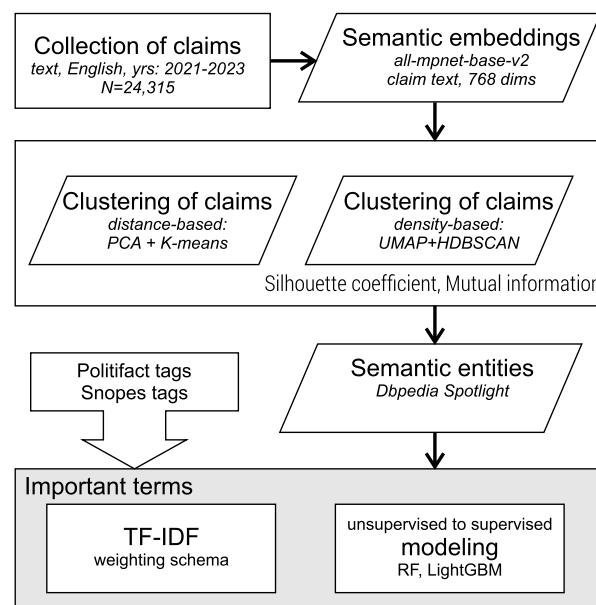 Collection of claims
text, English, yrs: 2021-2023
N=24,315
Semantic embeddings
all-mpnet-base-v2
claim text, 768 dims
Clustering of claims
distance-based:
PCA + K-means
Clustering of claims
density-based:
UMAP+HDBSCAN
Silhouette coefficient, Mutual information
Semantic entities
Dbpedia Spotlight
Politifact tags
Snopes tags
Important terms
TF-IDF
weighting schema
unsupervised to supervised
modeling
RF, LightGBM